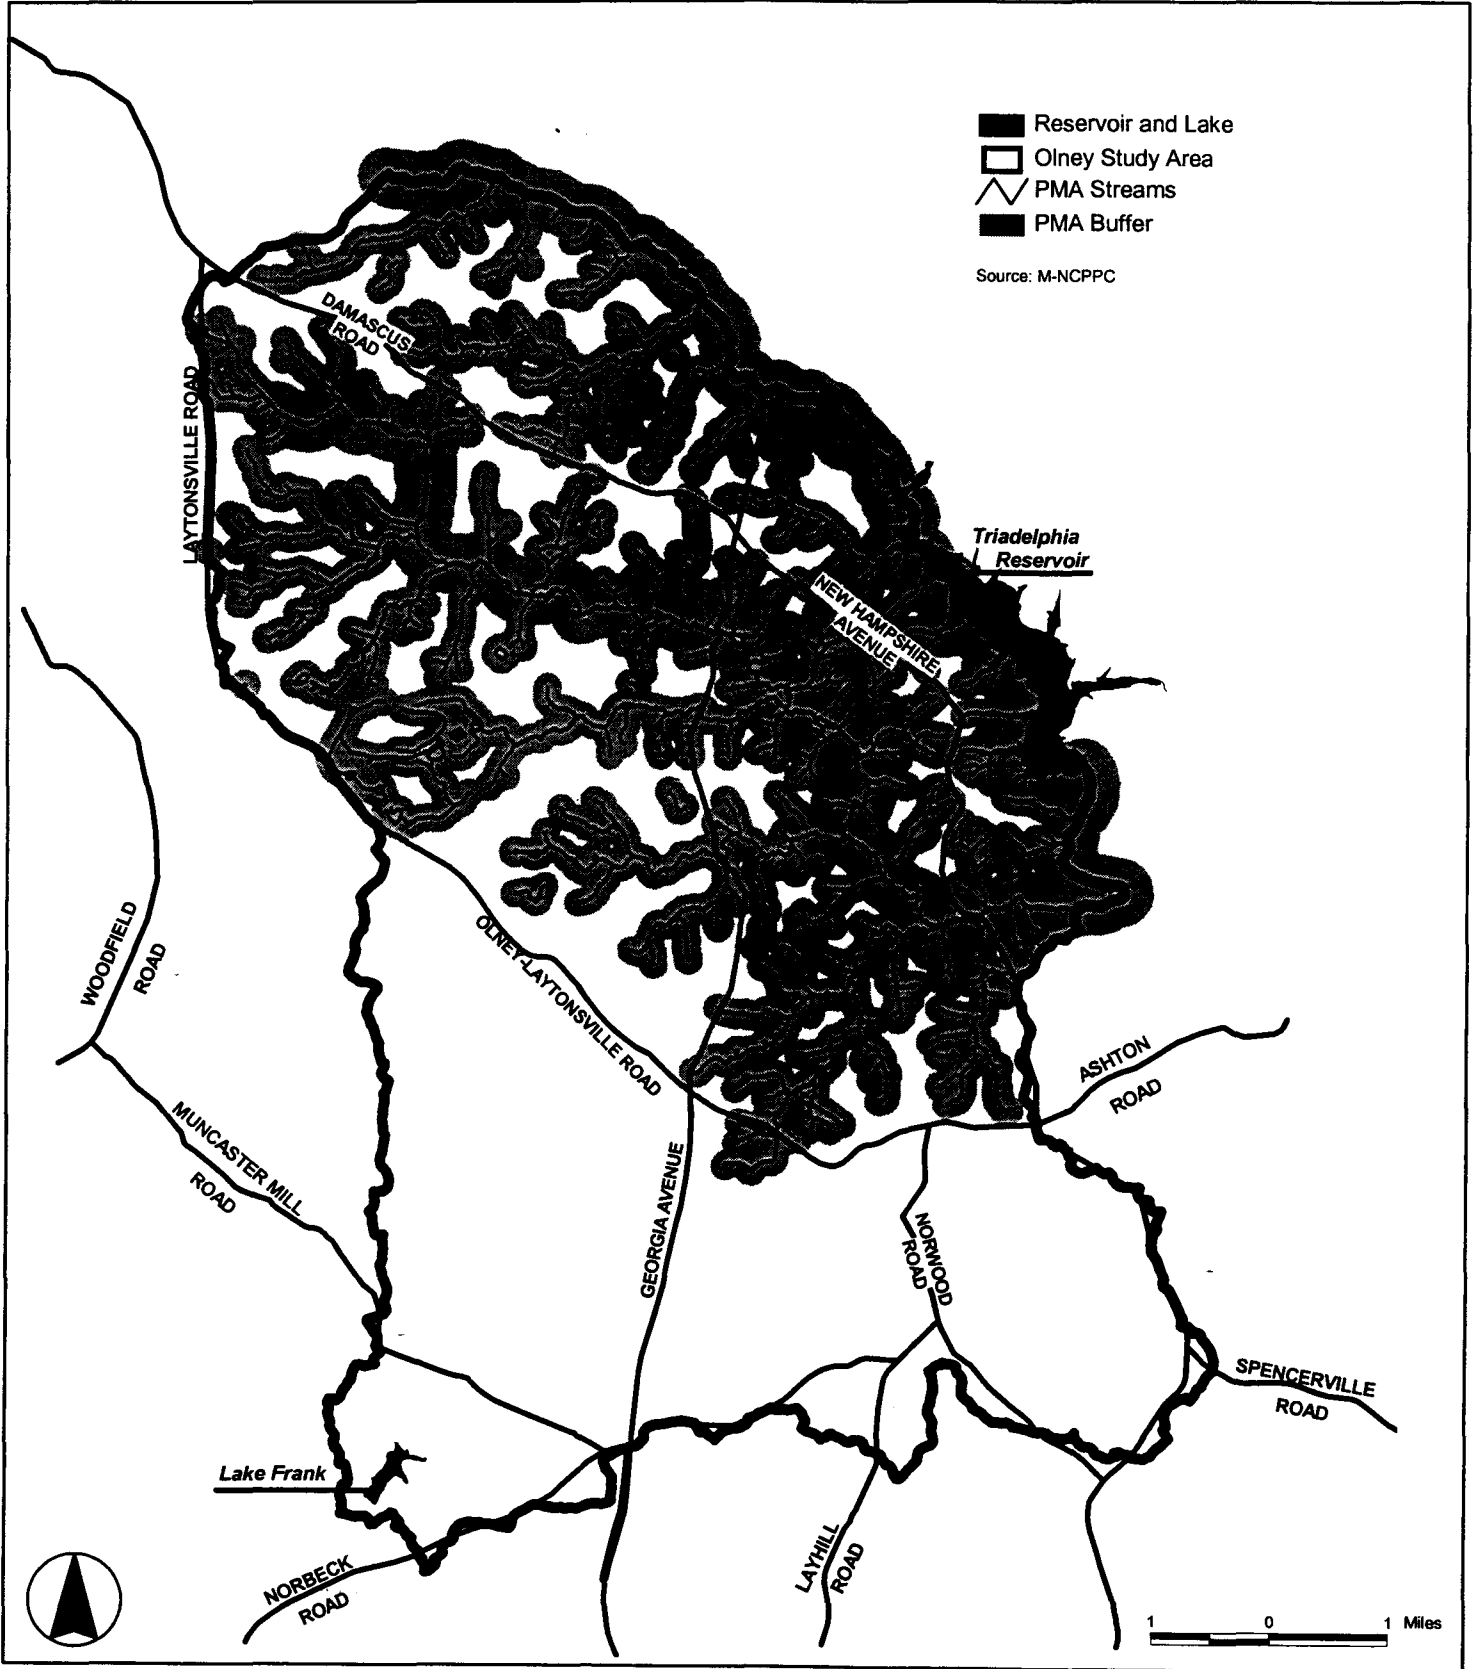 Reservoir and Lake
Olney Study Area
PMA Streams
PMA Buffer
Source: M-NCPPC
DAMASCUS
ROAD
LAYTONSVILLE ROAD
Triadelphia
Reservoir
NEW HAMPSHIRE
AVENUE
WOODFIELD
ROAD
OLNEY-LAYTONSVILLE ROAD
ASHTON
ROAD
MUNCASTER MILL
ROAD
GEORGIA AVENUE
NORWOOD
ROAD
SPENCERVILLE
ROAD
Lake Frank
LAYHILL
ROAD
NORBECK
ROAD
1 0 1 Miles